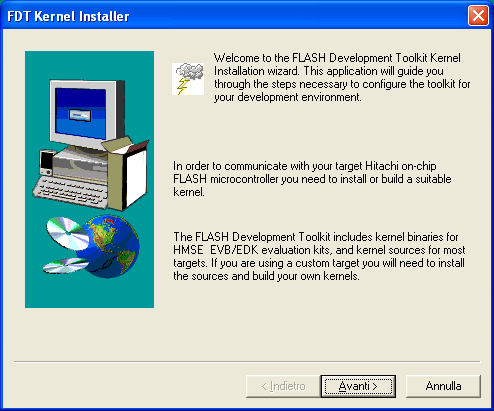 FDT Kernel Installer
Welcome to the FLASH Development Toolkit Kernel
Installation wizard. This application will guide you
through the steps necessary to configure the toolkit for
your development environment.
In order to communicate with your target Hitachi on-chip
FLASH microcontroller you need to install or build a suitable
kernel.
The FLASH Development Toolkit includes kernel binaries for
HMSE EVB/EDK evaluation kits, and kernel sources for most
targets. If you are using a custom target you will need to install
the sources and build your own kernels.
< Indietro
Avanti >
Annulla